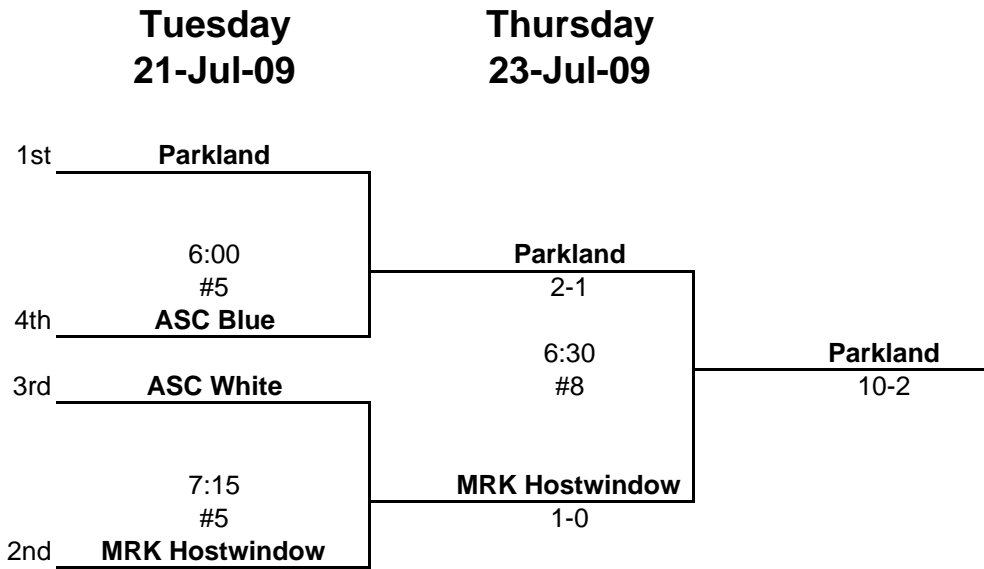 Tuesday Thursday
21-Jul-09 23-Jul-09
1st Parkland
6:00 Parkland
#5 2-1
4th ASC Blue
6:30 Parkland
3rd ASC White #8 10-2
7:15 MRK Hostwindow
#5 1-0
2nd MRK Hostwindow